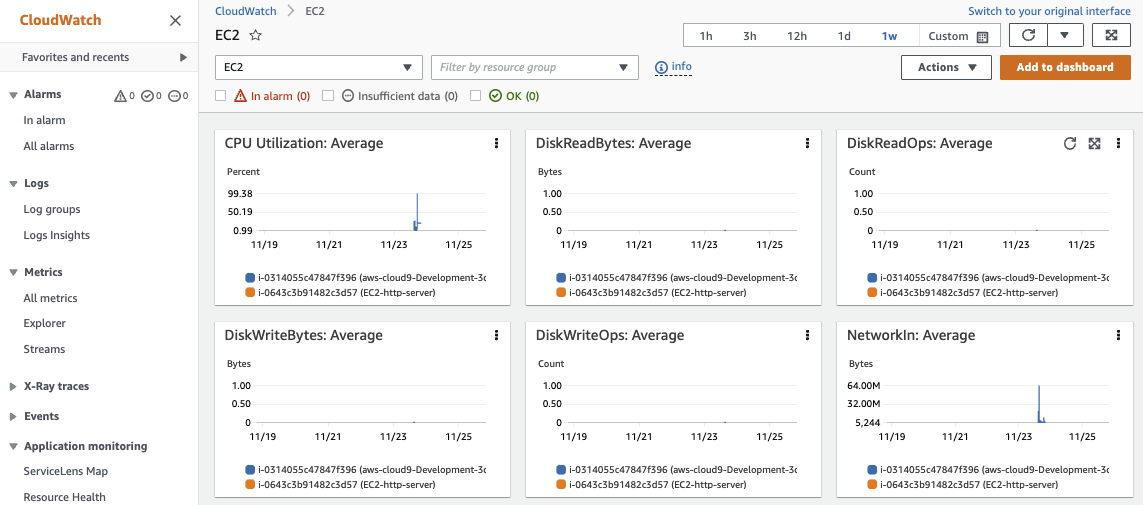 CloudWatch
Favorites and recents
Alarms 0 0 0
In alarm
All alarms
Logs
Log groups
Logs Insights
Metrics
All metrics
Explorer
Streams
X-Ray traces
Events
Application monitoring
ServiceLens Map
Resource Health
CloudWatch > EC2
Switch to your original interface
EC2
1h 3h 12h 1d 1w Custom
EC2 Filter by resource group info
Actions Add to dashboard
In alarm (0) Insufficient data (0) OK (0)
CPU Utilization: Average
Percent
99.38
50.19
0.99
11/19 11/21 11/23 11/25
i-0314055c47847f396 (aws-cloud9-Development-3c
i-0643c3b91482c3d57 (EC2-http-server)
DiskReadBytes: Average
Bytes
1.00
0.50
0
11/19 11/21 11/23 11/25
i-0314055c47847f396 (aws-cloud9-Development-3c
i-0643c3b91482c3d57 (EC2-http-server)
DiskReadOps: Average
Count
1.00
0.50
0
11/19 11/21 11/23 11/25
i-0314055c47847f396 (aws-cloud9-Development-3c
i-0643c3b91482c3d57 (EC2-http-server)
DiskWriteBytes: Average
Bytes
1.00
0.50
0
11/19 11/21 11/23 11/25
i-0314055c47847f396 (aws-cloud9-Development-3c
i-0643c3b91482c3d57 (EC2-http-server)
DiskWriteOps: Average
Count
1.00
0.50
0
11/19 11/21 11/23 11/25
i-0314055c47847f396 (aws-cloud9-Development-3c
i-0643c3b91482c3d57 (EC2-http-server)
NetworkIn: Average
Bytes
64.00M
32.00M
5,244
11/19 11/21 11/23 11/25
i-0314055c47847f396 (aws-cloud9-Development-3c
i-0643c3b91482c3d57 (EC2-http-server)